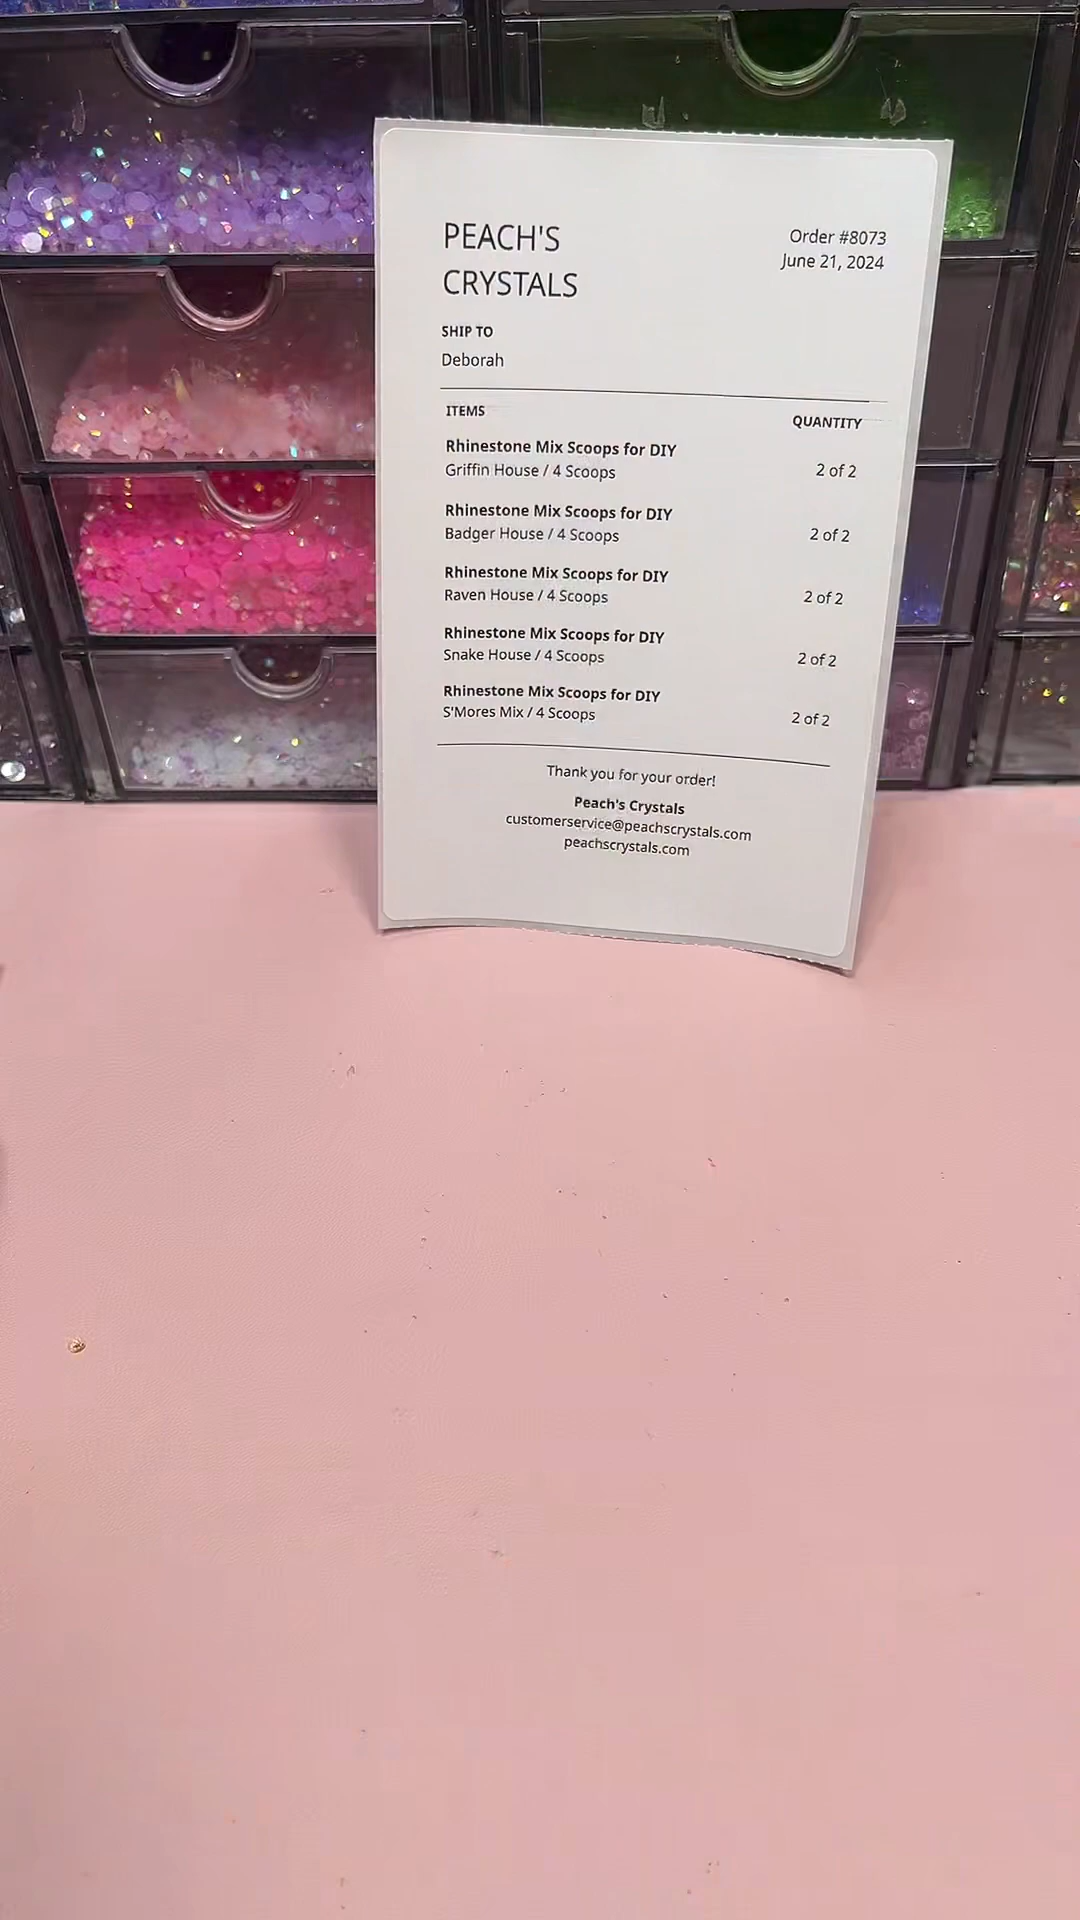 PEACH'S
CRYSTALS
Order #8073
June 21, 2024
SHIP TO
Deborah
ITEMS QUANTITY
Rhinestone Mix Scoops for DIY
Griffin House / 4 Scoops 2 of 2
Rhinestone Mix Scoops for DIY
Badger House / 4 Scoops 2 of 2
Rhinestone Mix Scoops for DIY
Raven House / 4 Scoops 2 of 2
Rhinestone Mix Scoops for DIY
Snake House / 4 Scoops 2 of 2
Rhinestone Mix Scoops for DIY
S'Mores Mix / 4 Scoops 2 of 2
Thank you for your order!
Peach's Crystals
customerservice@peachscrystals.com
peachscrystals.com